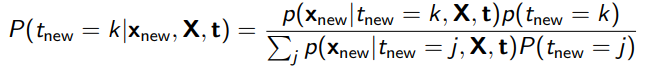 P(t_new = k|x_new, X, t) = p(x_new|t_new = k, X, t)p(t_new = k) / ∑_j p(x_new|t_new = j, X, t)P(t_new = j)